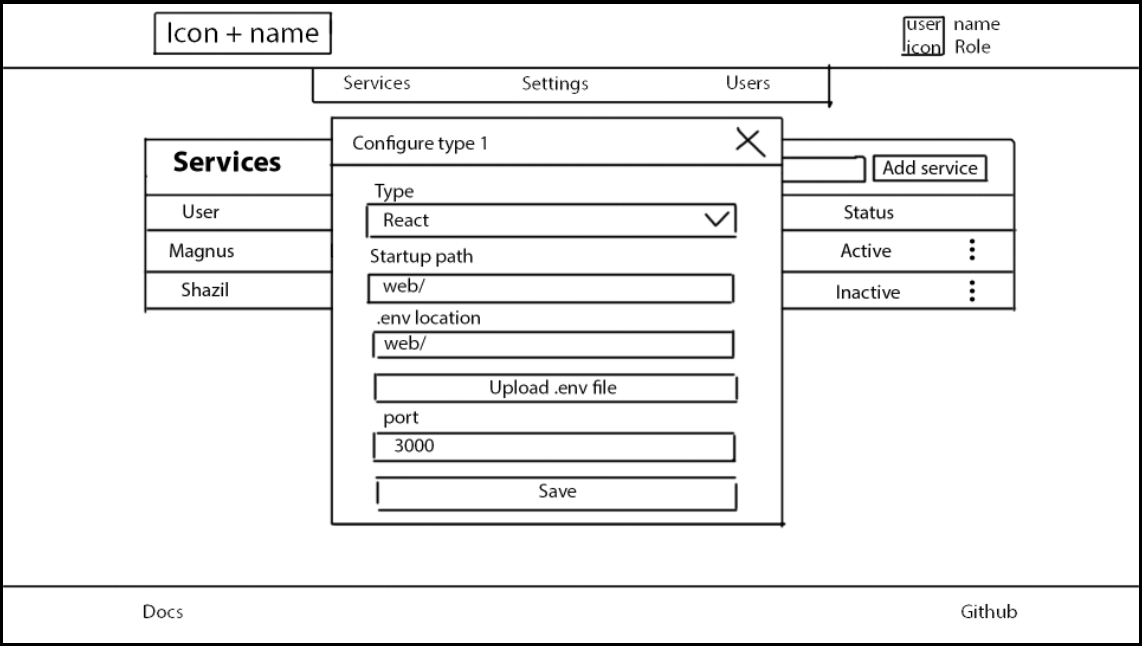 Icon + name
user icon
name
Role
Services Settings Users
Configure type 1
Services
Add service
Type
User
React
Status
Magnus
Startup path
Active
web/
Shazil
Inactive
.env location
web/
Upload .env file
port
3000
Save
Docs
Github